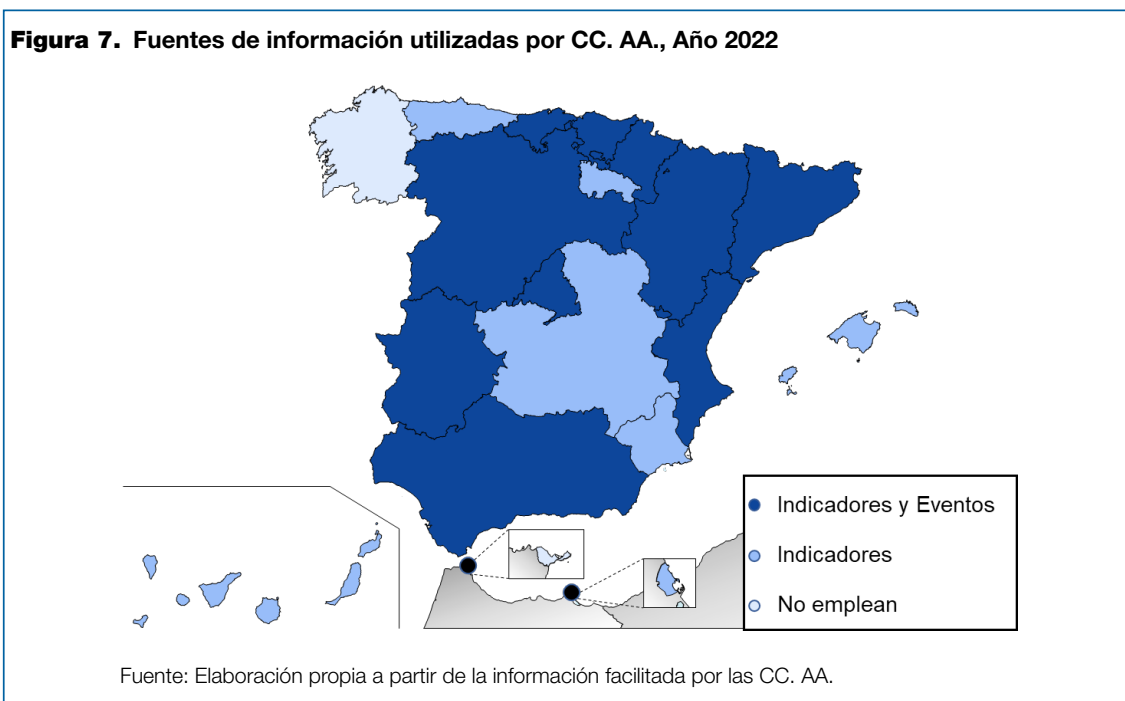 Figura 7. Fuentes de información utilizadas por CC. AA., Año 2022
Indicadores y Eventos
Indicadores
No emplean
Fuente: Elaboración propia a partir de la información facilitada por las CC. AA.